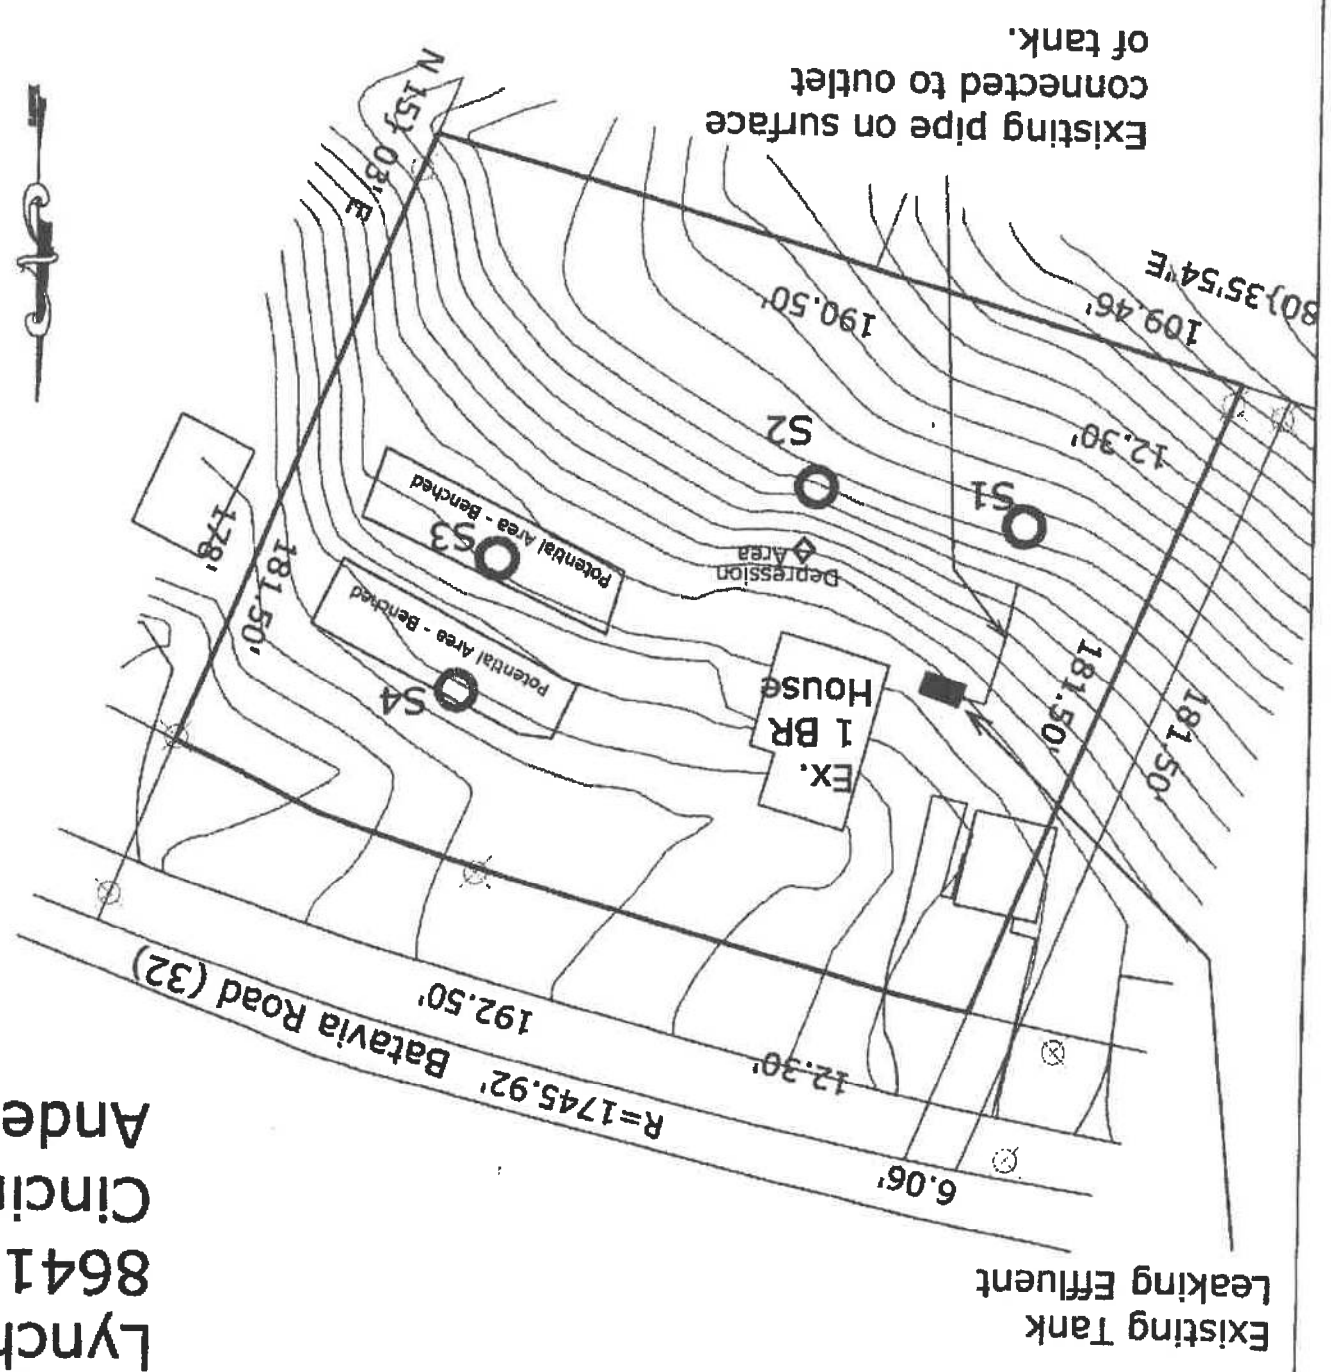 Lynch
8641
Cincin
Ande
Existing Tank
Leaking Effluent
6.06'
R=1745.92'
Batavia Road (32)
12.30'
192.50'
181.50'
181.50'
Ex.
1 BR
House
S4
Potential Area - Benched
S3
Potential Area - Benched
181.50'
178'
Depression
Area
S1
S2
12.30'
109.46'
190.50'
80}35'54"E
N 15} 03' E
Existing pipe on surface
connected to outlet
of tank.